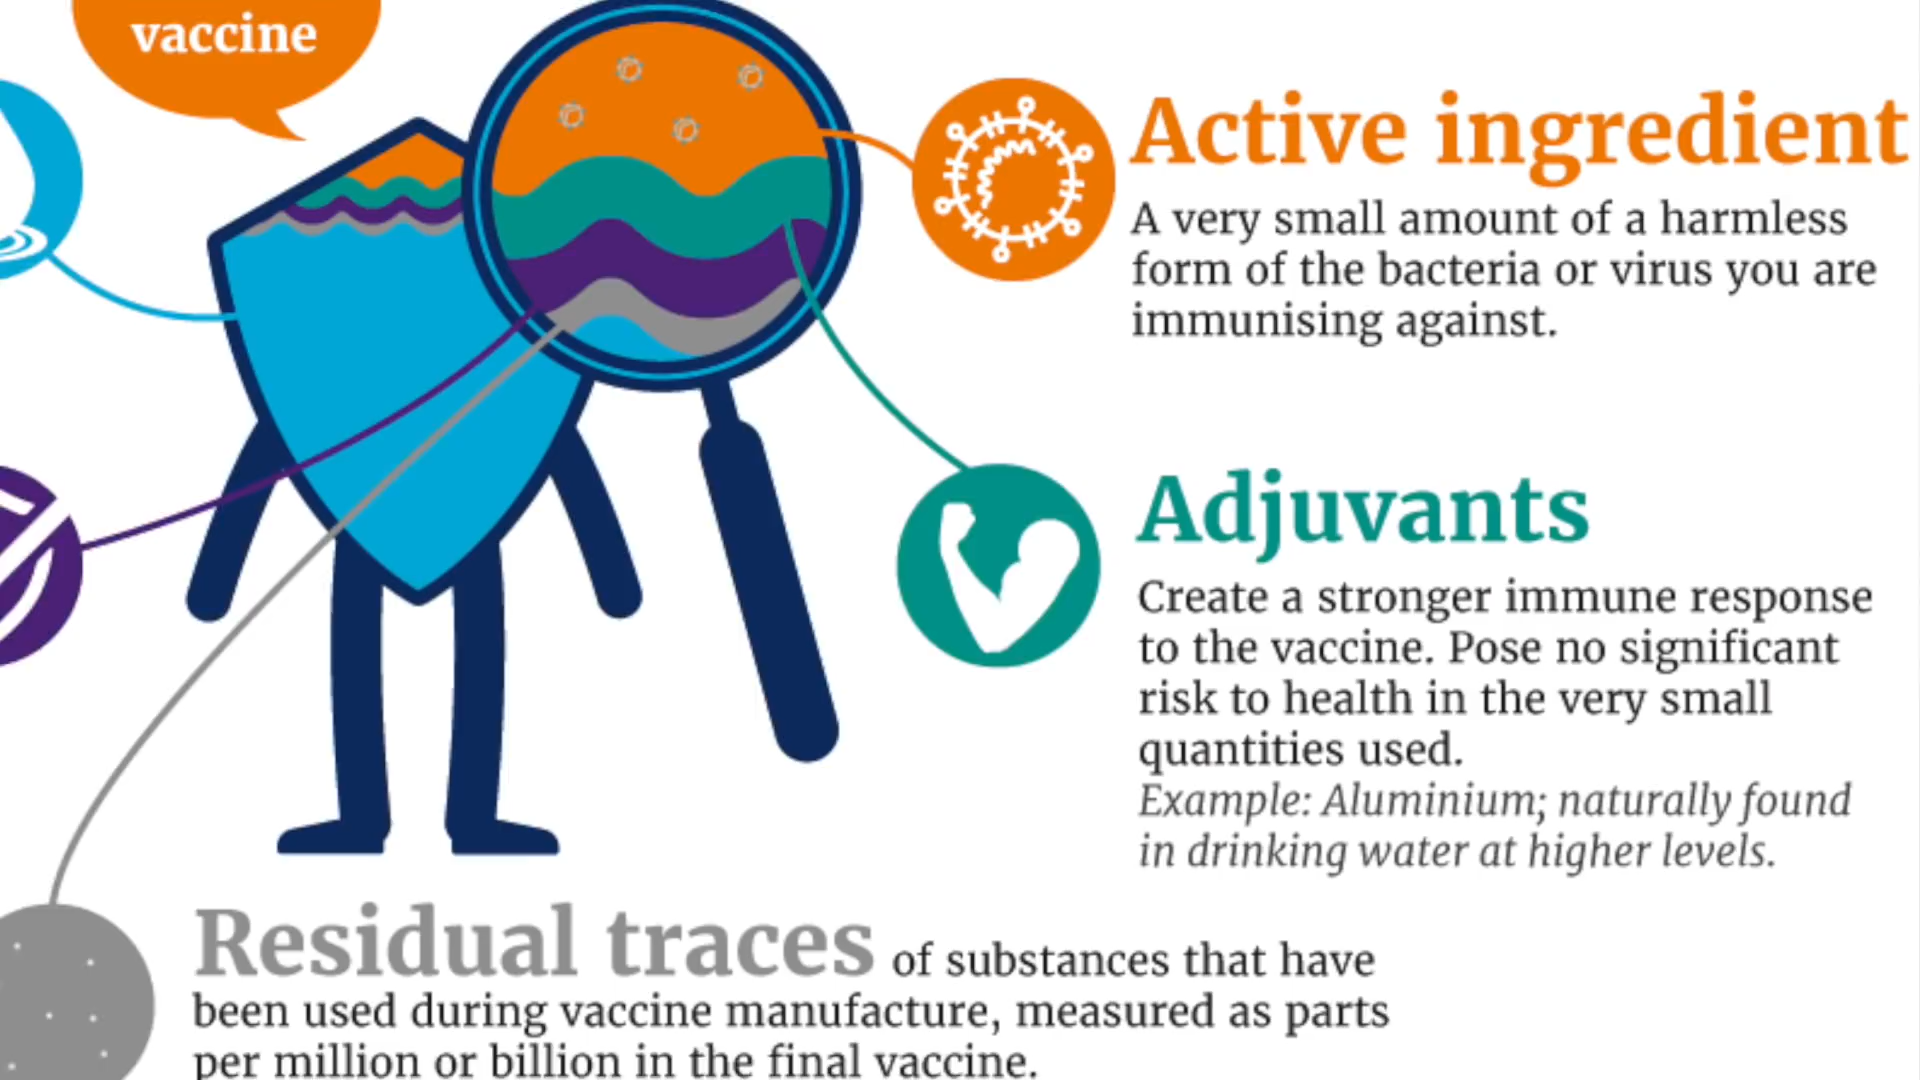 vaccine
Active ingredient
A very small amount of a harmless
form of the bacteria or virus you are
immunising against.
Adjuvants
Create a stronger immune response
to the vaccine. Pose no significant
risk to health in the very small
quantities used.
Example: Aluminium; naturally found
in drinking water at higher levels.
Residual traces of substances that have
been used during vaccine manufacture, measured as parts
per million or billion in the final vaccine.